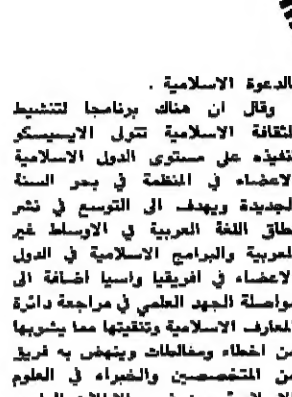 بالدعوة الاسلامية .
وقال ان هناك برنامجا لتنشيط
الثقافة الاسلامية تتولى الايسيسكو
تنفيذه على مستوى الدول الاسلامية
الاعضاء في المنظمة في بحر السنة
الجديدة ويهدف الى التوسع في نشر
نطاق اللغة العربية في الاوساط غير
العربية والبرامج الاسلامية في الدول
الاعضاء في افريقيا واسيا اضافة الى
مواصلة الجهد العلمي في مراجعة دائرة
المعارف الاسلامية وتنقيتها مما يشوبها
من اخطاء ومغالطات وينهض به فريق
من المتخصصين والخبراء في العلوم